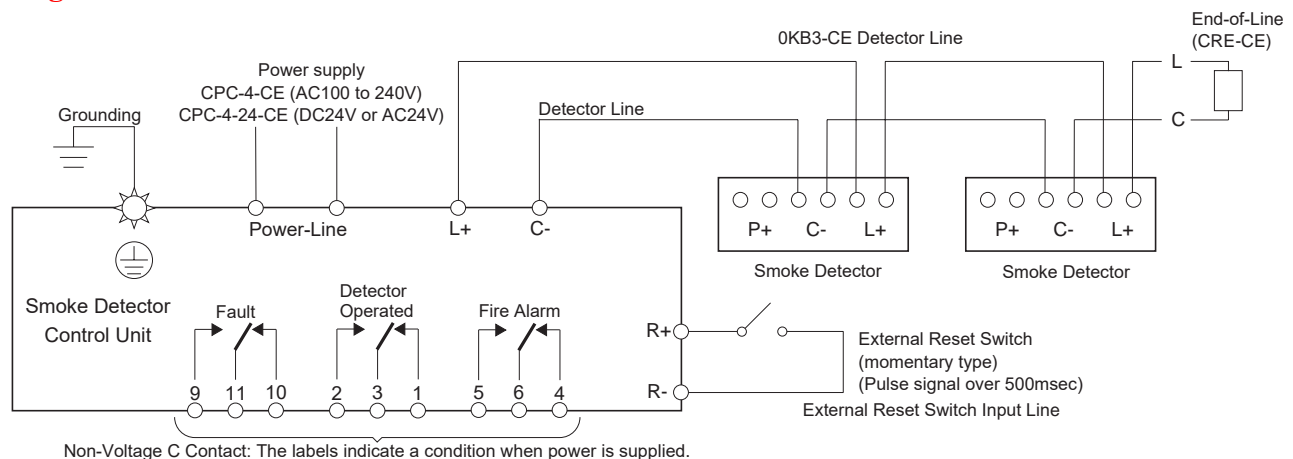 End-of-Line
(CRE-CE)
0KB3-CE Detector Line
L
Power supply
CPC-4-CE (AC100 to 240V)
CPC-4-24-CE (DC24V or AC24V)
Grounding
Detector Line
C
Power-Line
L+
C-
P+
C-
L+
P+
C-
L+
Smoke Detector
Smoke Detector
Smoke Detector
Control Unit
Fault
Detector
Operated
Fire Alarm
R+
R-
External Reset Switch
(momentary type)
(Pulse signal over 500msec)
External Reset Switch Input Line
9
11
10
2
3
1
5
6
4
Non-Voltage C Contact: The labels indicate a condition when power is supplied.